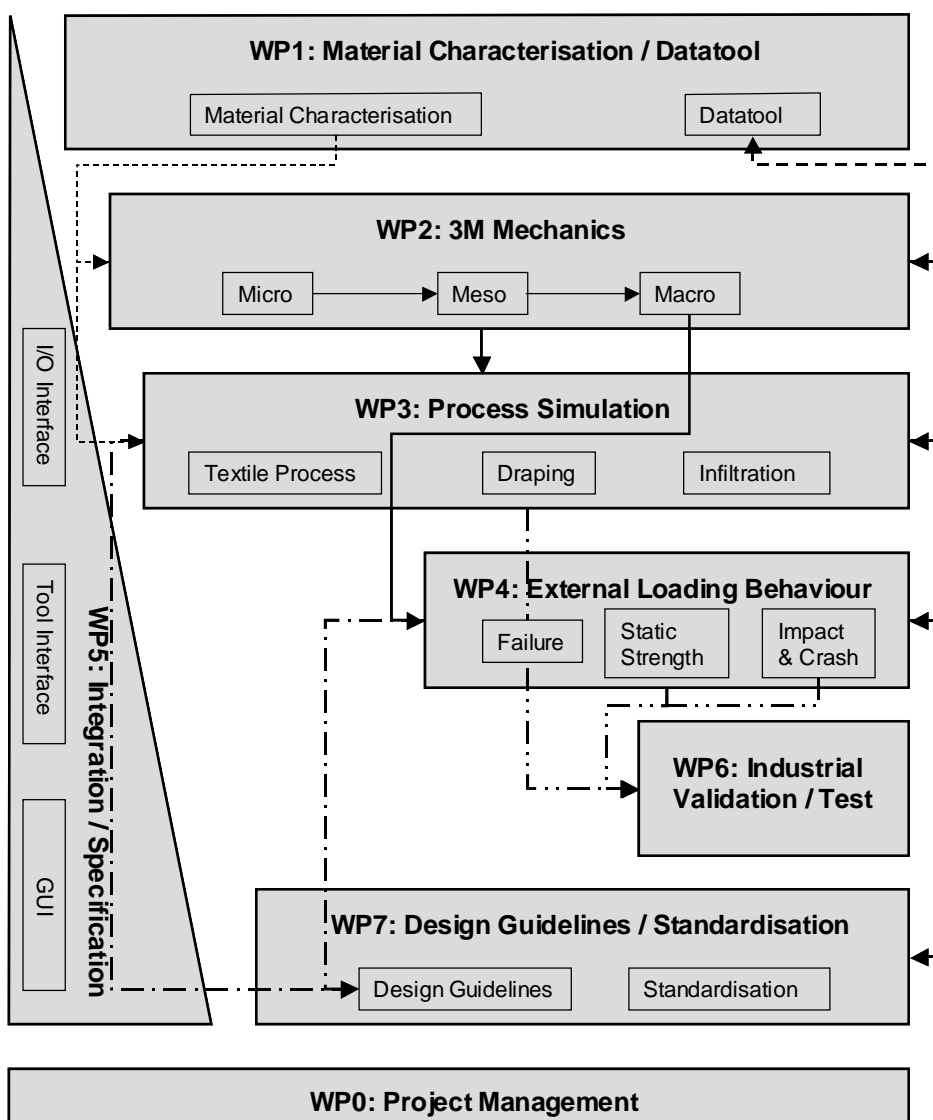 WP1: Material Characterisation / Datatool
Material Characterisation
Datatool
WP2: 3M Mechanics
Micro
Meso
Macro
WP3: Process Simulation
Textile Process
Draping
Infiltration
WP4: External Loading Behaviour
Failure
Static
Strength
Impact
& Crash
WP6: Industrial
Validation / Test
WP7: Design Guidelines / Standardisation
Design Guidelines
Standardisation
I/O Interface
Tool Interface
GUI
WP5: Integration / Specification
WP0: Project Management